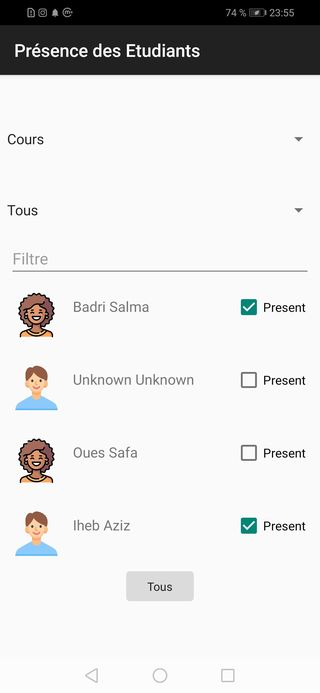 74 % 23:55
Présence des Etudiants
Cours
Tous
Filtre
Badri Salma Present
Unknown Unknown Present
Oues Safa Present
Iheb Aziz Present
Tous